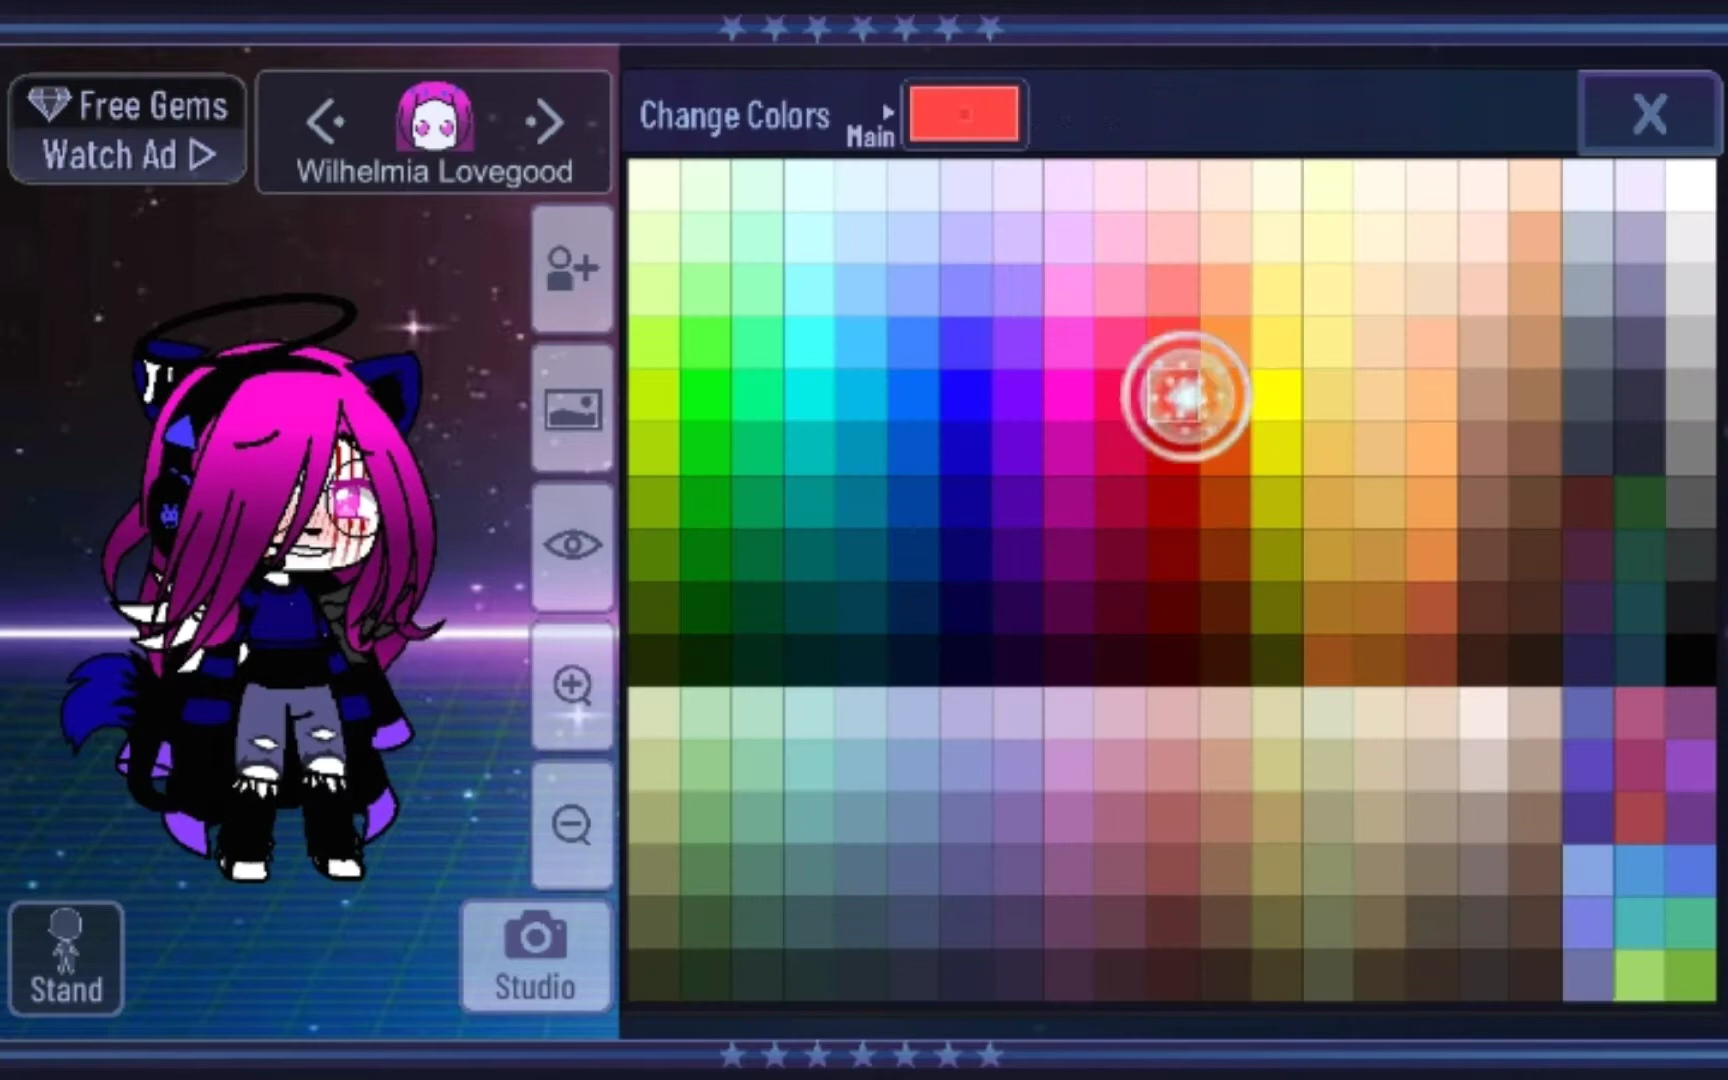 Free Gems
Watch Ad
Wilhelmia Lovegood
Change Colors
Main
X
Stand
Studio